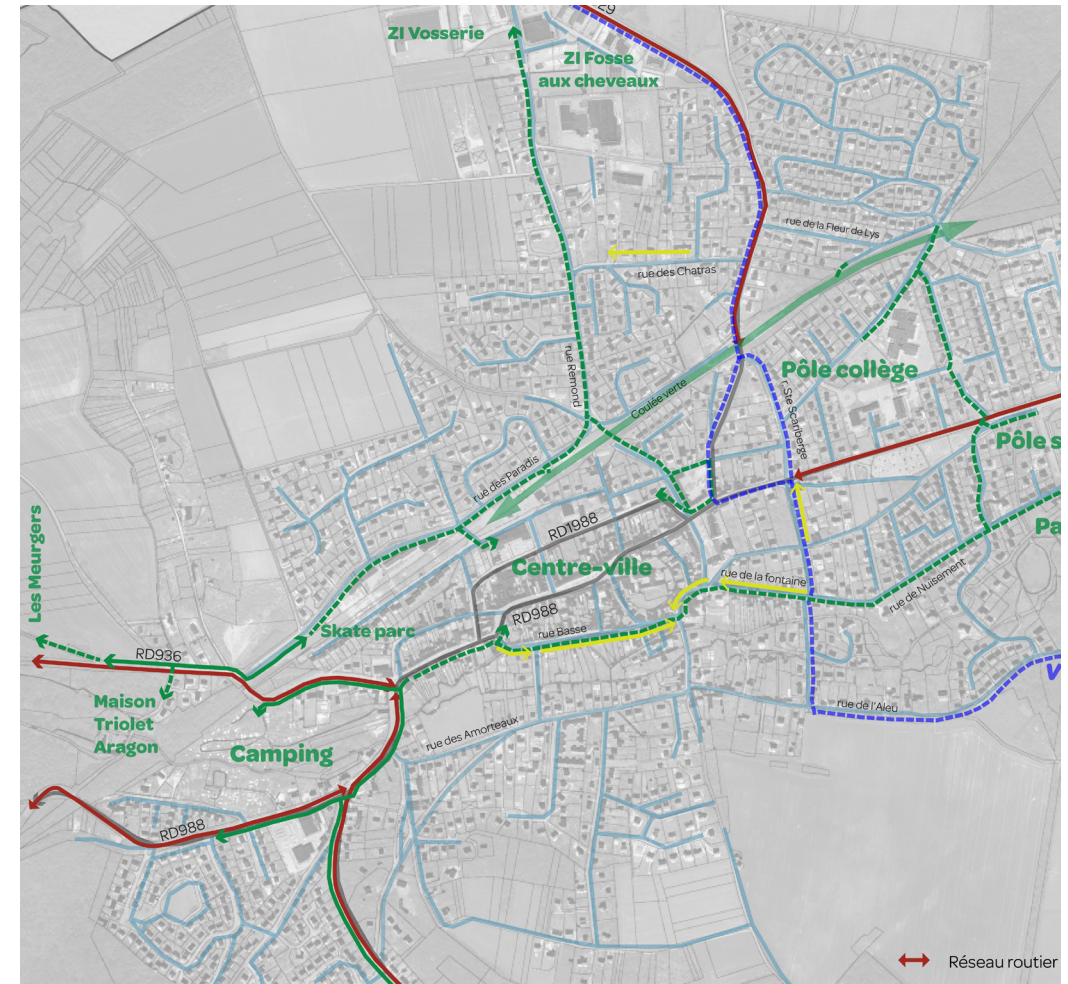 29
ZI Vosserie
ZI Fosse
aux cheveaux
rue de la Fleur de Lys
rue des Chatras
rue Rémond
Coulée verte
Pôle collège
r. Ste Scariberge
Pôle s
rue des Paradis
RD1988
Les Meurgers
Centre-ville
Pa
rue de la fontaine
rue de Nuisement
RD988
rue Basse
Skate parc
RD936
V
Maison
Triolet
Aragon
rue de l'Aleu
rue des Amorteaux
Camping
RD988
Réseau routier